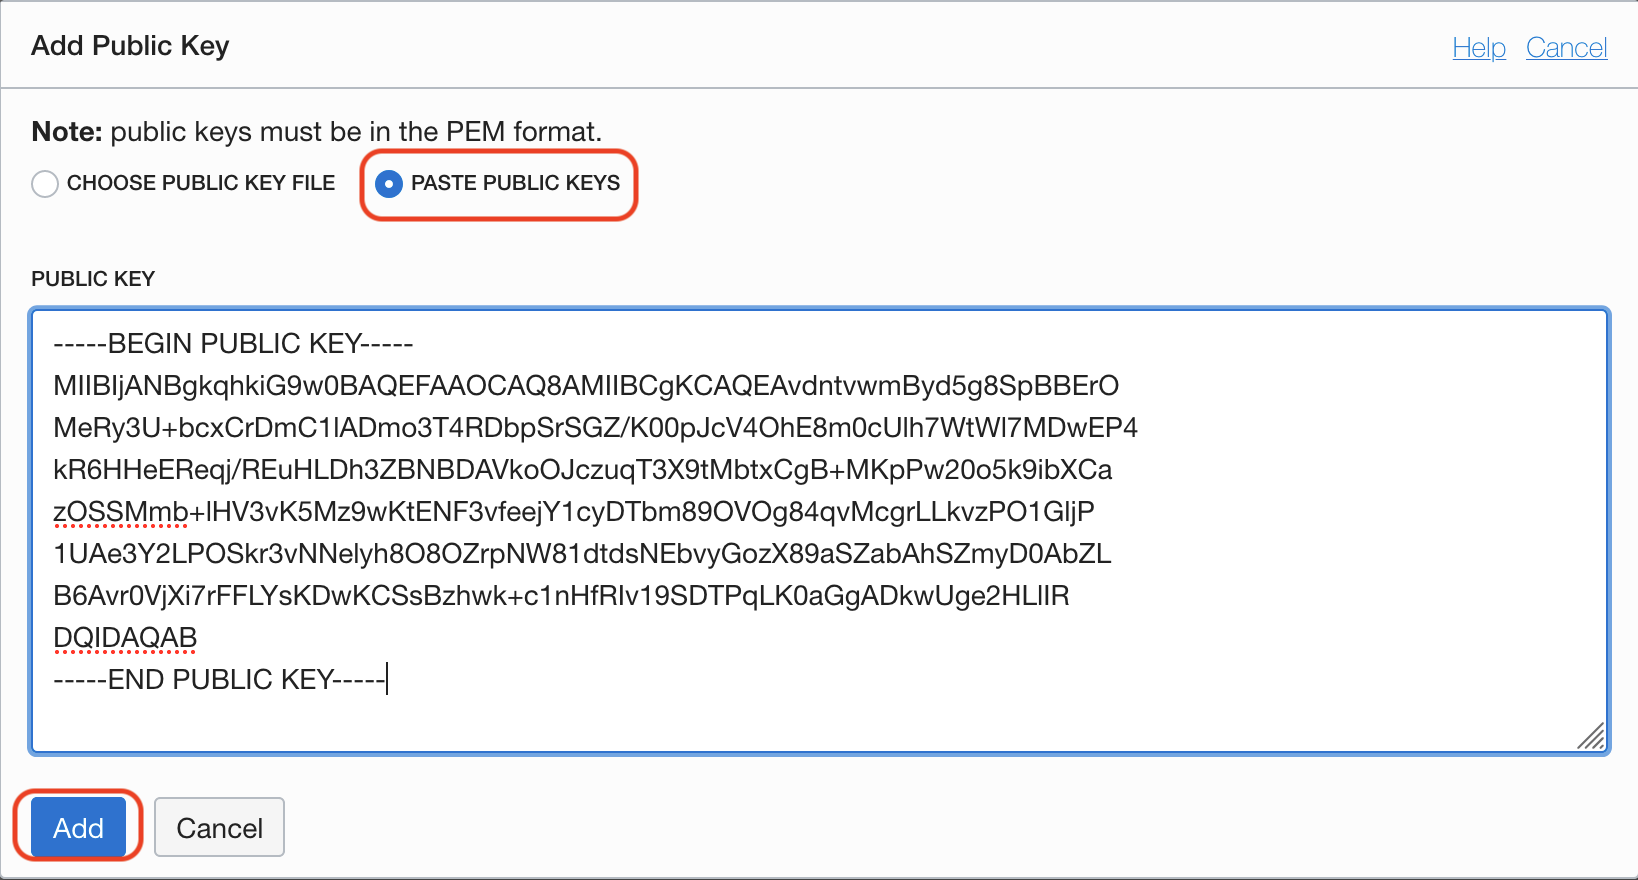 Add Public Key
Help Cancel
Note: public keys must be in the PEM format.
CHOOSE PUBLIC KEY FILE PASTE PUBLIC KEYS
PUBLIC KEY
-----BEGIN PUBLIC KEY-----
MIIBIjANBgkqhkiG9w0BAQEFAAOCAQ8AMIIBCgKCAQEAvdntvwmByd5g8SpBBErO
MeRy3U+bcxCrDmC1lADmo3T4RDbpSrSGZ/K00pJcV4OhE8m0cUlh7WtWl7MDwEP4
kR6HHeEReqj/REuHLDh3ZBNBDAVkoOJczuqT3X9tMbtxCgB+MKpPw20o5k9ibXCa
zOSSMmb+IHV3vK5Mz9wKtENF3vfeejY1cyDTbm89OVOg84qvMcgrLLkvzPO1GIjP
1UAe3Y2LPOSkr3vNNelyh8O8OZrpNW81dtdsNEbvyGozX89aSZabAhSZmyD0AbZL
B6Avr0VjXi7rFFLYsKDwKCSsBzhwk+c1nHfRIv19SDTPqLK0aGgADkwUge2HLlIR
DQIDAQAB
-----END PUBLIC KEY-----
Add Cancel